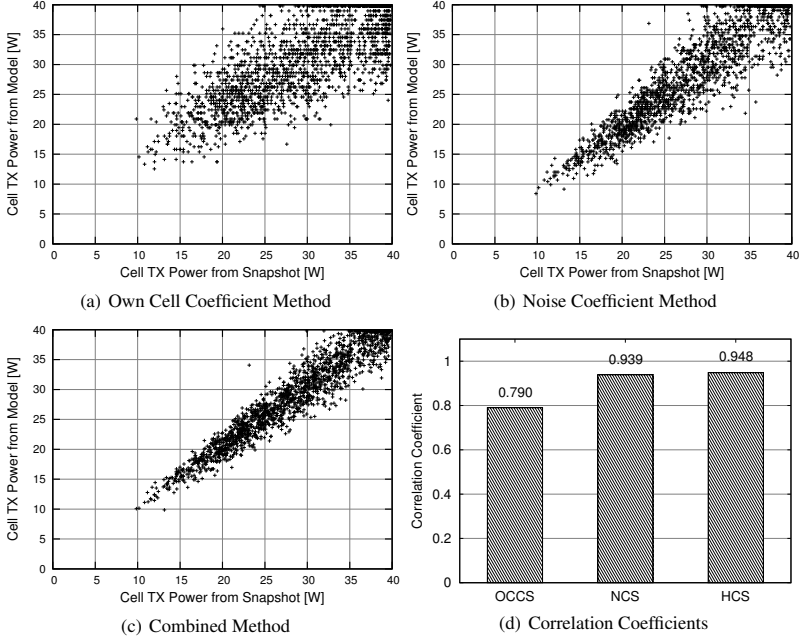 40
35
30
25
20
15
10
5
0
Cell TX Power from Model [W]
0 5 10 15 20 25 30 35 40
Cell TX Power from Snapshot [W]
(a) Own Cell Coefficient Method
40
35
30
25
20
15
10
5
0
Cell TX Power from Model [W]
0 5 10 15 20 25 30 35 40
Cell TX Power from Snapshot [W]
(b) Noise Coefficient Method
40
35
30
25
20
15
10
5
0
Cell TX Power from Model [W]
0 5 10 15 20 25 30 35 40
Cell TX Power from Snapshot [W]
(c) Combined Method
1
0.8
0.6
0.4
0.2
0
Correlation Coefficient
0.790
0.939
0.948
OCCS NCS HCS
(d) Correlation Coefficients